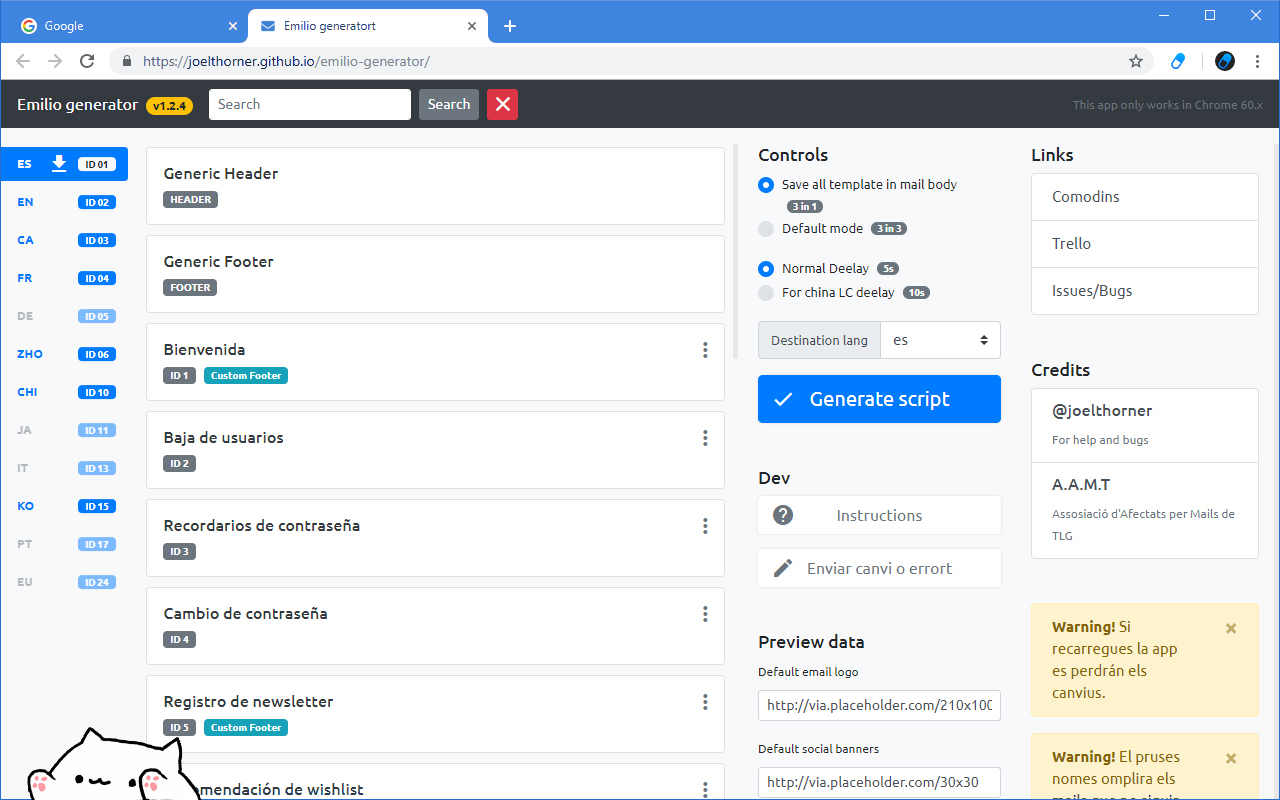 Google
Emilio generatort
https://joelthorner.github.io/emilio-generator/
Emilio generator v1.2.4
Search
Search
This app only works in Chrome 60.x
ES ID 01
EN ID 02
CA ID 03
FR ID 04
DE ID 05
ZHO ID 06
CHI ID 10
JA ID 11
IT ID 13
KO ID 15
PT ID 17
EU ID 24
Generic Header
HEADER
Generic Footer
FOOTER
Bienvenida
ID 1 Custom Footer
Baja de usuarios
ID 2
Recordarios de contraseña
ID 3
Cambio de contraseña
ID 4
Registro de newsletter
ID 5 Custom Footer
omendación de wishlist
Controls
Save all template in mail body
3 in 1
Default mode 3 in 3
Normal Deelay 5s
For china LC deelay 10s
Destination lang es
Generate script
Dev
Instructions
Enviar canvi o errort
Preview data
Default email logo
http://via.placeholder.com/210x100
Default social banners
http://via.placeholder.com/30x30
Links
Comodins
Trello
Issues/Bugs
Credits
@joelthorner
For help and bugs
A.A.M.T
Assosiació d'Afectats per Mails de
TLG
Warning! Si
recarregues la app
es perdrán els
canvius.
Warning! El pruses
nomes omplira els
mails que no siguin